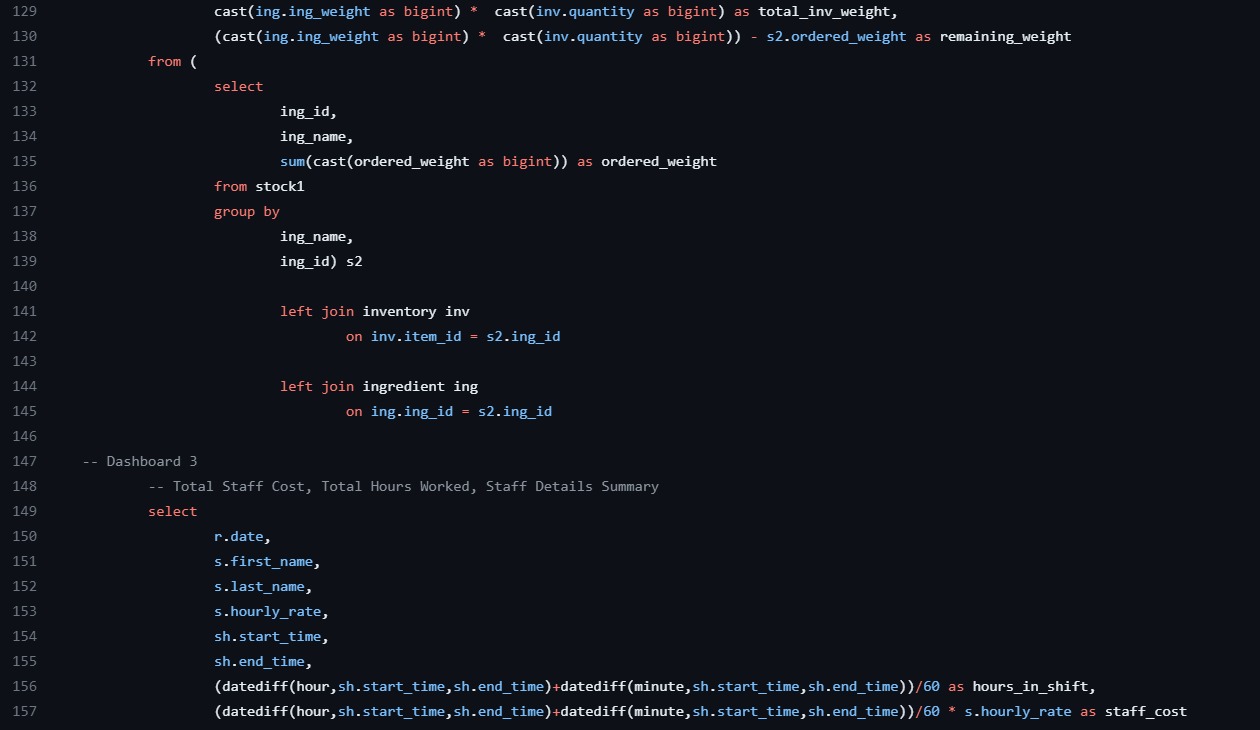 129 cast(ing.ing_weight as bigint) *  cast(inv.quantity as bigint) as total_inv_weight,
130 (cast(ing.ing_weight as bigint) *  cast(inv.quantity as bigint)) - s2.ordered_weight as remaining_weight
131 from (
132 select
133 ing_id,
134 ing_name,
135 sum(cast(ordered_weight as bigint)) as ordered_weight
136 from stock1
137 group by
138 ing_name,
139 ing_id) s2
140
141 left join inventory inv
142 on inv.item_id = s2.ing_id
143
144 left join ingredient ing
145 on ing.ing_id = s2.ing_id
146
147 -- Dashboard 3
148 -- Total Staff Cost, Total Hours Worked, Staff Details Summary
149 select
150 r.date,
151 s.first_name,
152 s.last_name,
153 s.hourly_rate,
154 sh.start_time,
155 sh.end_time,
156 (datediff(hour,sh.start_time,sh.end_time)+datediff(minute,sh.start_time,sh.end_time))/60 as hours_in_shift,
157 (datediff(hour,sh.start_time,sh.end_time)+datediff(minute,sh.start_time,sh.end_time))/60 * s.hourly_rate as staff_cost